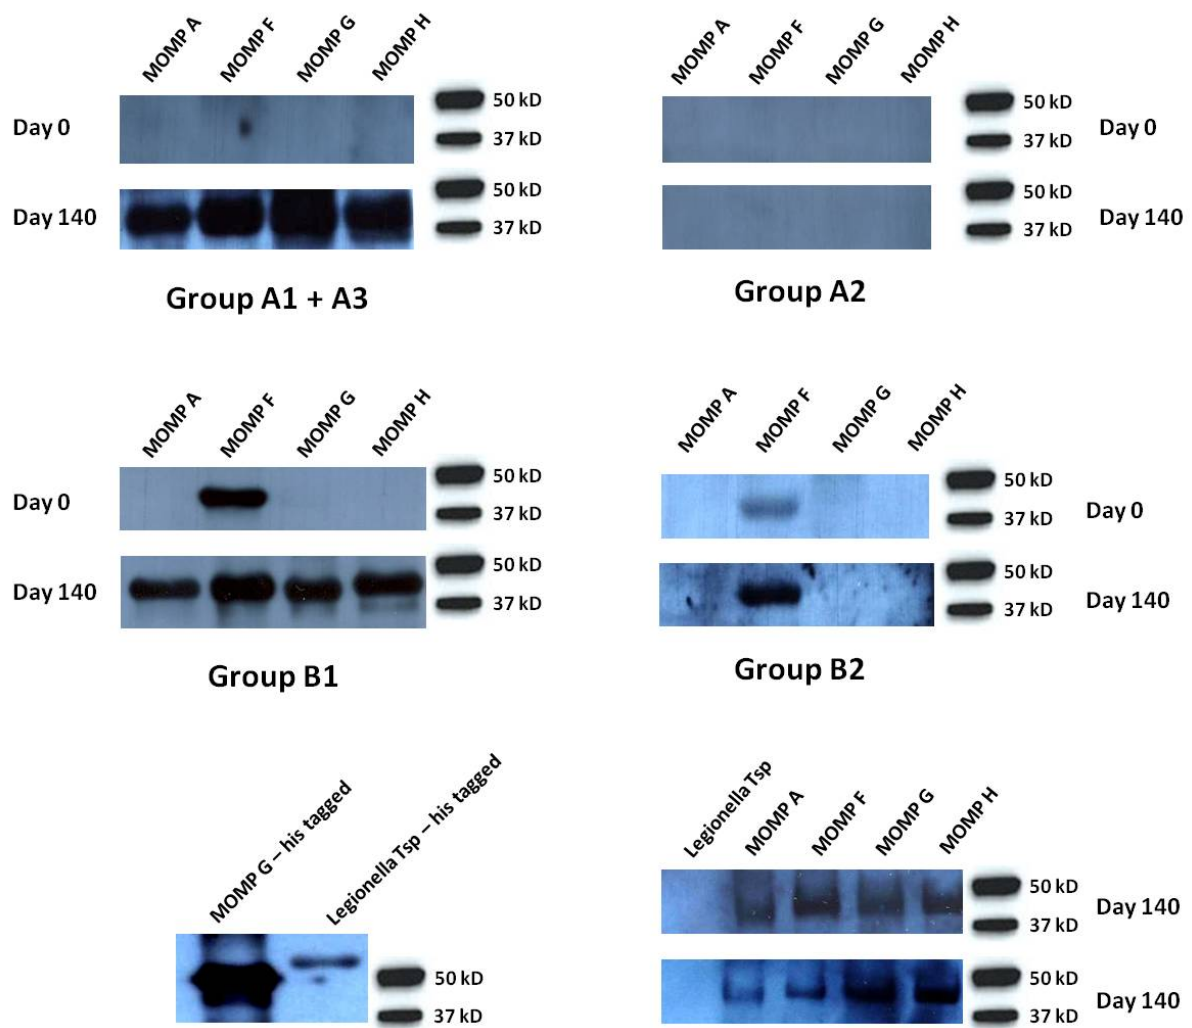 MOMP A
MOMP F
MOMP G
MOMP H
Day 0
50 kD
37 kD
Day 140
50 kD
37 kD
Group A1 + A3
MOMP A
MOMP F
MOMP G
MOMP H
50 kD
37 kD
Day 0
50 kD
37 kD
Day 140
Group A2
MOMP A
MOMP F
MOMP G
MOMP H
Day 0
50 kD
37 kD
Day 140
50 kD
37 kD
Group B1
MOMP A
MOMP F
MOMP G
MOMP H
50 kD
37 kD
Day 0
50 kD
37 kD
Day 140
Group B2
MOMP G – his tagged
Legionella Tsp – his tagged
50 kD
37 kD
Legionella Tsp
MOMP A
MOMP F
MOMP G
MOMP H
50 kD
37 kD
Day 140
50 kD
37 kD
Day 140